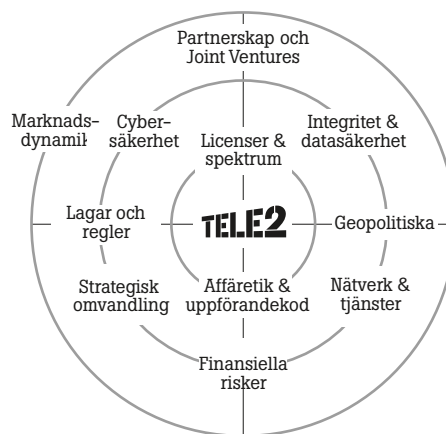 Partnerskap och
Joint Ventures
Marknads-
dynamik
Cyber-
säkerhet
Licenser &
spektrum
Integritet &
datasäkerhet
Lagar och
regler
TELE2
Geopolitiska
Strategisk
omvandling
Affäretik &
uppförandekod
Nätverk &
tjänster
Finansiella
risker